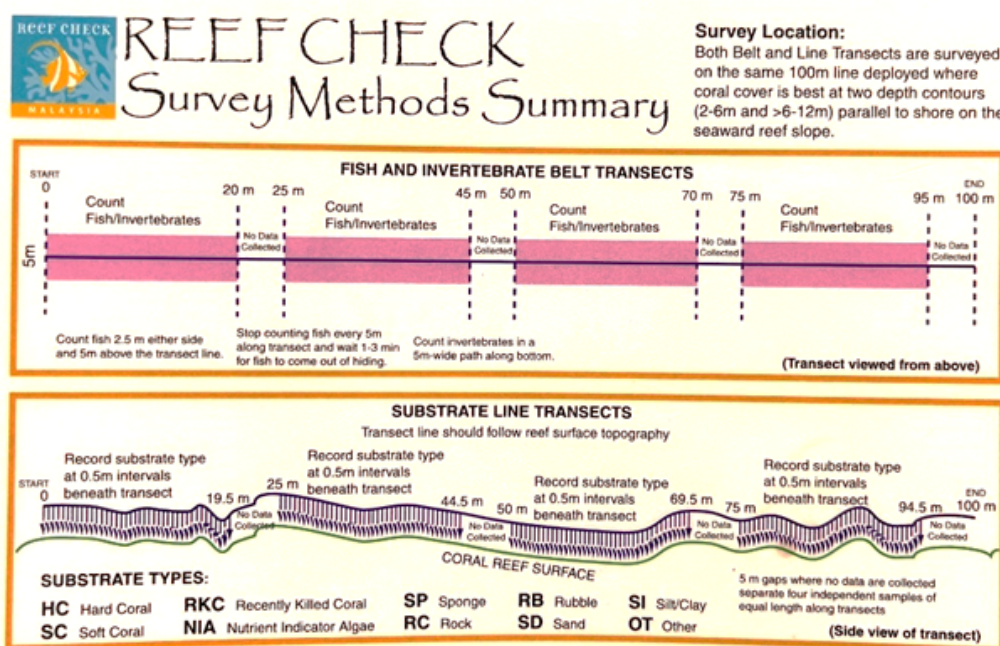 REEF CHECK
MALAYSIA
REEF CHECK
Survey Methods Summary
Survey Location:
Both Belt and Line Transects are surveyed
on the same 100m line deployed where
coral cover is best at two depth contours
(2-6m and >6-12m) parallel to shore on the
seaward reef slope.
FISH AND INVERTEBRATE BELT TRANSECTS
START
0
20 m
25 m
45 m
50 m
70 m
75 m
95 m
END
100 m
Count
Fish/Invertebrates
No Data
Collected
Count
Fish/Invertebrates
No Data
Collected
Count
Fish/Invertebrates
No Data
Collected
Count
Fish/Invertebrates
No Data
Collected
5m
Count fish 2.5 m either side
and 5m above the transect line.
Stop counting fish every 5m
along transect and wait 1-3 min
for fish to come out of hiding.
Count invertebrates in a
5m-wide path along bottom.
(Transect viewed from above)
SUBSTRATE LINE TRANSECTS
Transect line should follow reef surface topography
START
0
Record substrate type
at 0.5m intervals
beneath transect
19.5 m
No Data
Collected
25 m
Record substrate type
at 0.5m intervals
beneath transect
44.5 m
No Data
Collected
50 m
Record substrate type
at 0.5m intervals
beneath transect
69.5 m
No Data
Collected
75 m
Record substrate type
at 0.5m intervals
beneath transect
94.5 m
No Data
Collected
END
100 m
CORAL REEF SURFACE
SUBSTRATE TYPES:
HC Hard Coral
SC Soft Coral
RKC Recently Killed Coral
NIA Nutrient Indicator Algae
SP Sponge
RC Rock
RB Rubble
SD Sand
SI Silt/Clay
OT Other
5 m gaps where no data are collected
separate four independent samples of
equal length along transects
(Side view of transect)